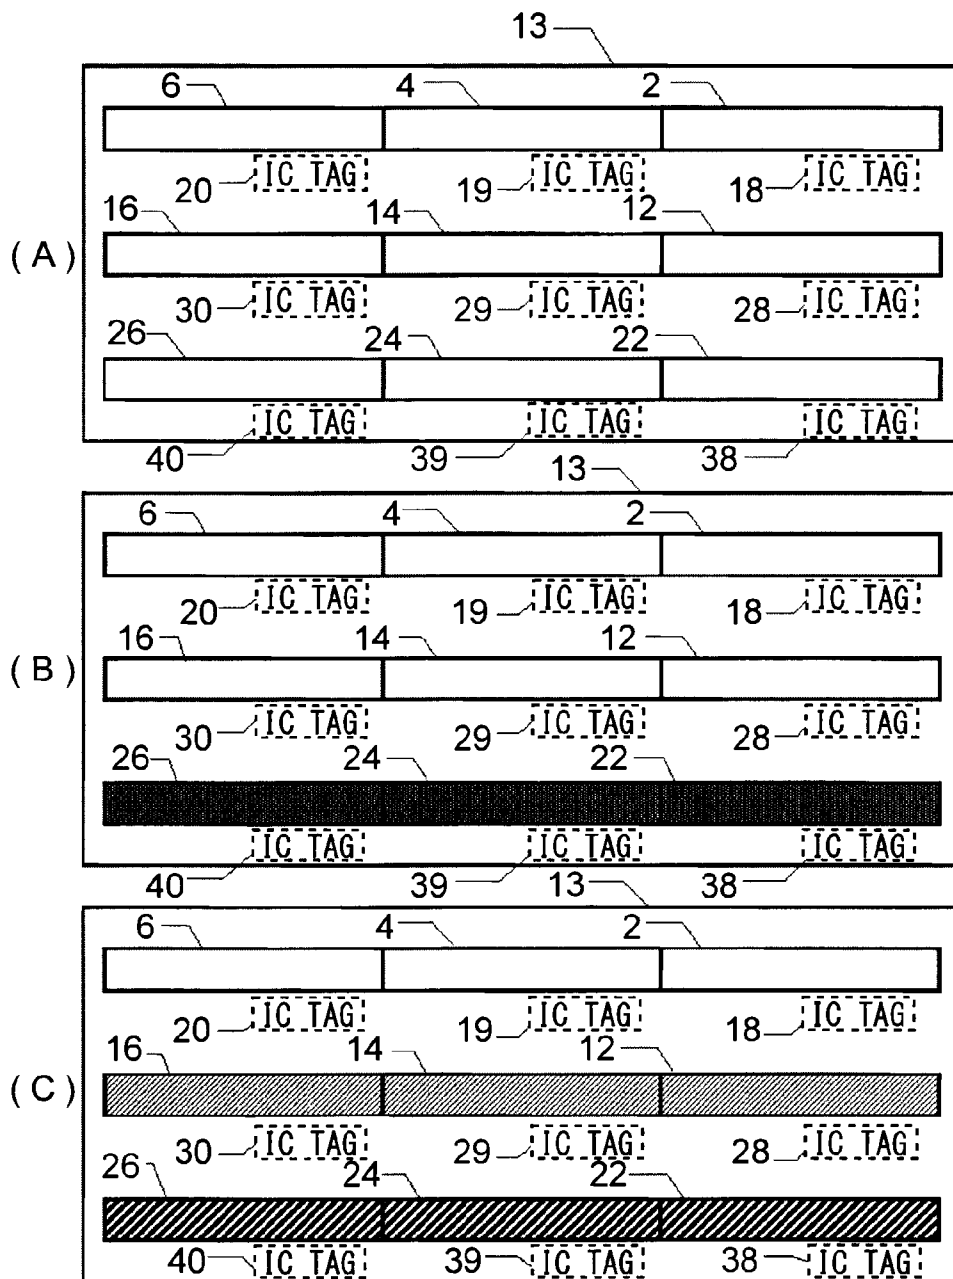 13
6 4 2
20 IC TAG 19 IC TAG 18 IC TAG
16 14 12
(A)
30 IC TAG 29 IC TAG 28 IC TAG
26 24 22
IC TAG IC TAG IC TAG
40 39 38
13
6 4 2
20 IC TAG 19 IC TAG 18 IC TAG
16 14 12
(B)
30 IC TAG 29 IC TAG 28 IC TAG
26 24 22
IC TAG IC TAG IC TAG
40 39 38
13
6 4 2
20 IC TAG 19 IC TAG 18 IC TAG
16 14 12
(C)
30 IC TAG 29 IC TAG 28 IC TAG
26 24 22
40 IC TAG 39 IC TAG 38 IC TAG